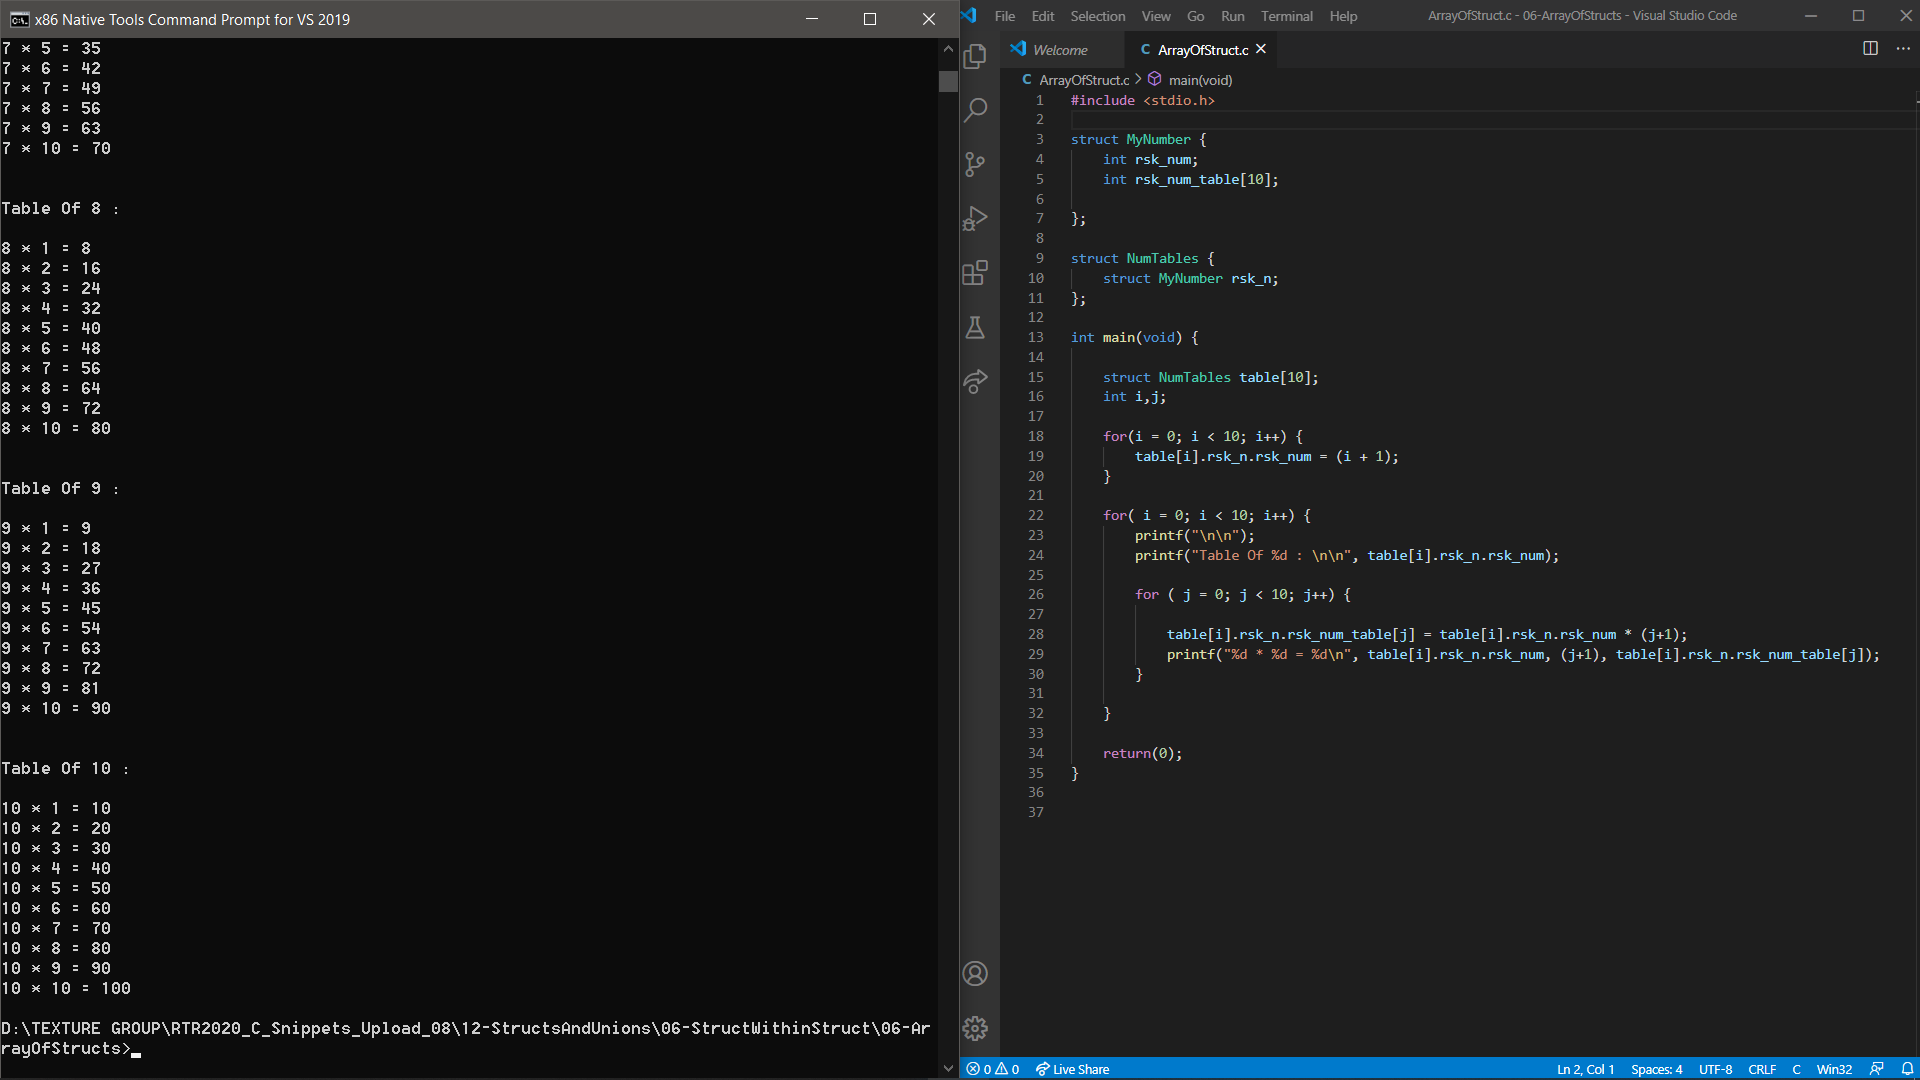 x86 Native Tools Command Prompt for VS 2019
7 * 5 = 35
7 * 6 = 42
7 * 7 = 49
7 * 8 = 56
7 * 9 = 63
7 * 10 = 70
Table Of 8 :
8 * 1 = 8
8 * 2 = 16
8 * 3 = 24
8 * 4 = 32
8 * 5 = 40
8 * 6 = 48
8 * 7 = 56
8 * 8 = 64
8 * 9 = 72
8 * 10 = 80
Table Of 9 :
9 * 1 = 9
9 * 2 = 18
9 * 3 = 27
9 * 4 = 36
9 * 5 = 45
9 * 6 = 54
9 * 7 = 63
9 * 8 = 72
9 * 9 = 81
9 * 10 = 90
Table Of 10 :
10 * 1 = 10
10 * 2 = 20
10 * 3 = 30
10 * 4 = 40
10 * 5 = 50
10 * 6 = 60
10 * 7 = 70
10 * 8 = 80
10 * 9 = 90
10 * 10 = 100
D:\TEXTURE GROUP\RTR2020_C_Snippets_Upload_08\12-StructsAndUnions\06-StructWithinStruct\06-Ar
rayOfStructs>
File Edit Selection View Go Run Terminal Help ArrayOfStruct.c - 06-ArrayOfStructs - Visual Studio Code
Welcome C ArrayOfStruct.c
C ArrayOfStruct.c > main(void)
1 #include <stdio.h>
2
3 struct MyNumber {
4 int rsk_num;
5 int rsk_num_table[10];
6
7 };
8
9 struct NumTables {
10 struct MyNumber rsk_n;
11 };
12
13 int main(void) {
14
15 struct NumTables table[10];
16 int i,j;
17
18 for(i = 0; i < 10; i++) {
19 table[i].rsk_n.rsk_num = (i + 1);
20 }
21
22 for( i = 0; i < 10; i++) {
23 printf("\n\n");
24 printf("Table Of %d : \n\n", table[i].rsk_n.rsk_num);
25
26 for ( j = 0; j < 10; j++) {
27
28 table[i].rsk_n.rsk_num_table[j] = table[i].rsk_n.rsk_num * (j+1);
29 printf("%d * %d = %d\n", table[i].rsk_n.rsk_num, (j+1), table[i].rsk_n.rsk_num_table[j]);
30 }
31
32 }
33
34 return(0);
35 }
36
37
0 0 Live Share Ln 2, Col 1 Spaces: 4 UTF-8 CRLF C Win32